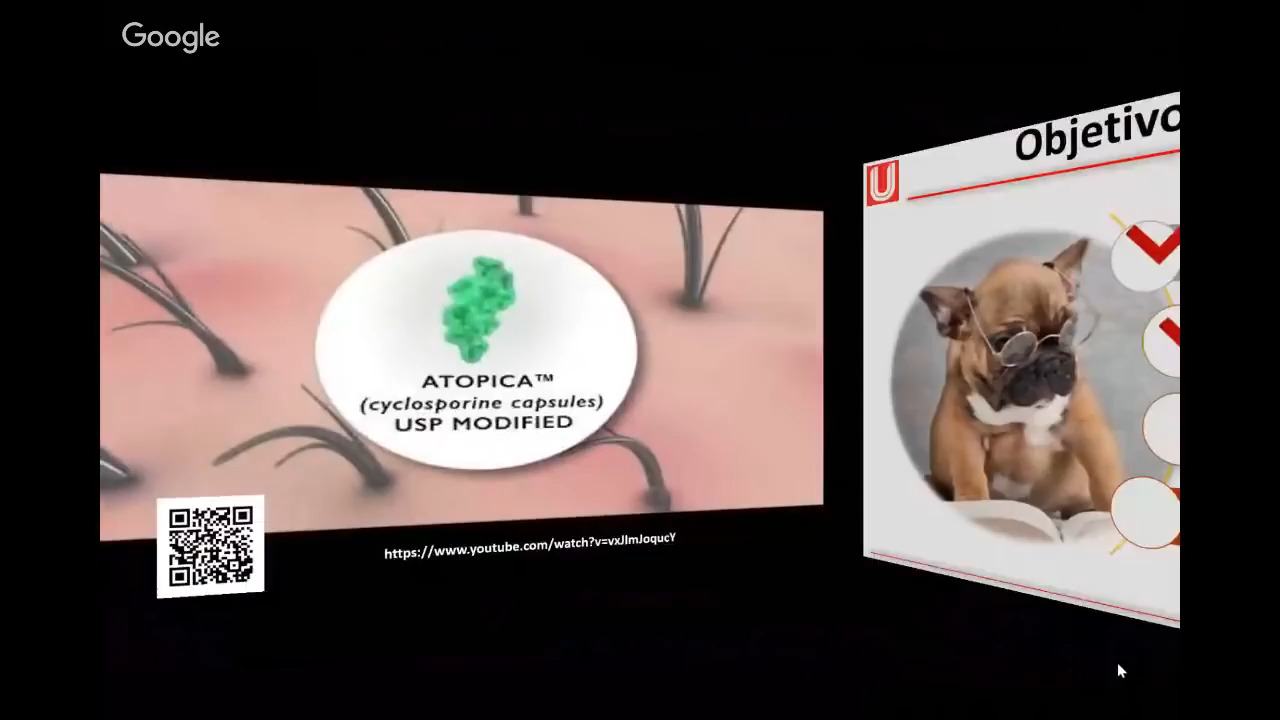 Google
ATOPICA™
(cyclosporine capsules)
USP MODIFIED
https://www.youtube.com/watch?v=vxJlmJoqucY
Objetivo
U